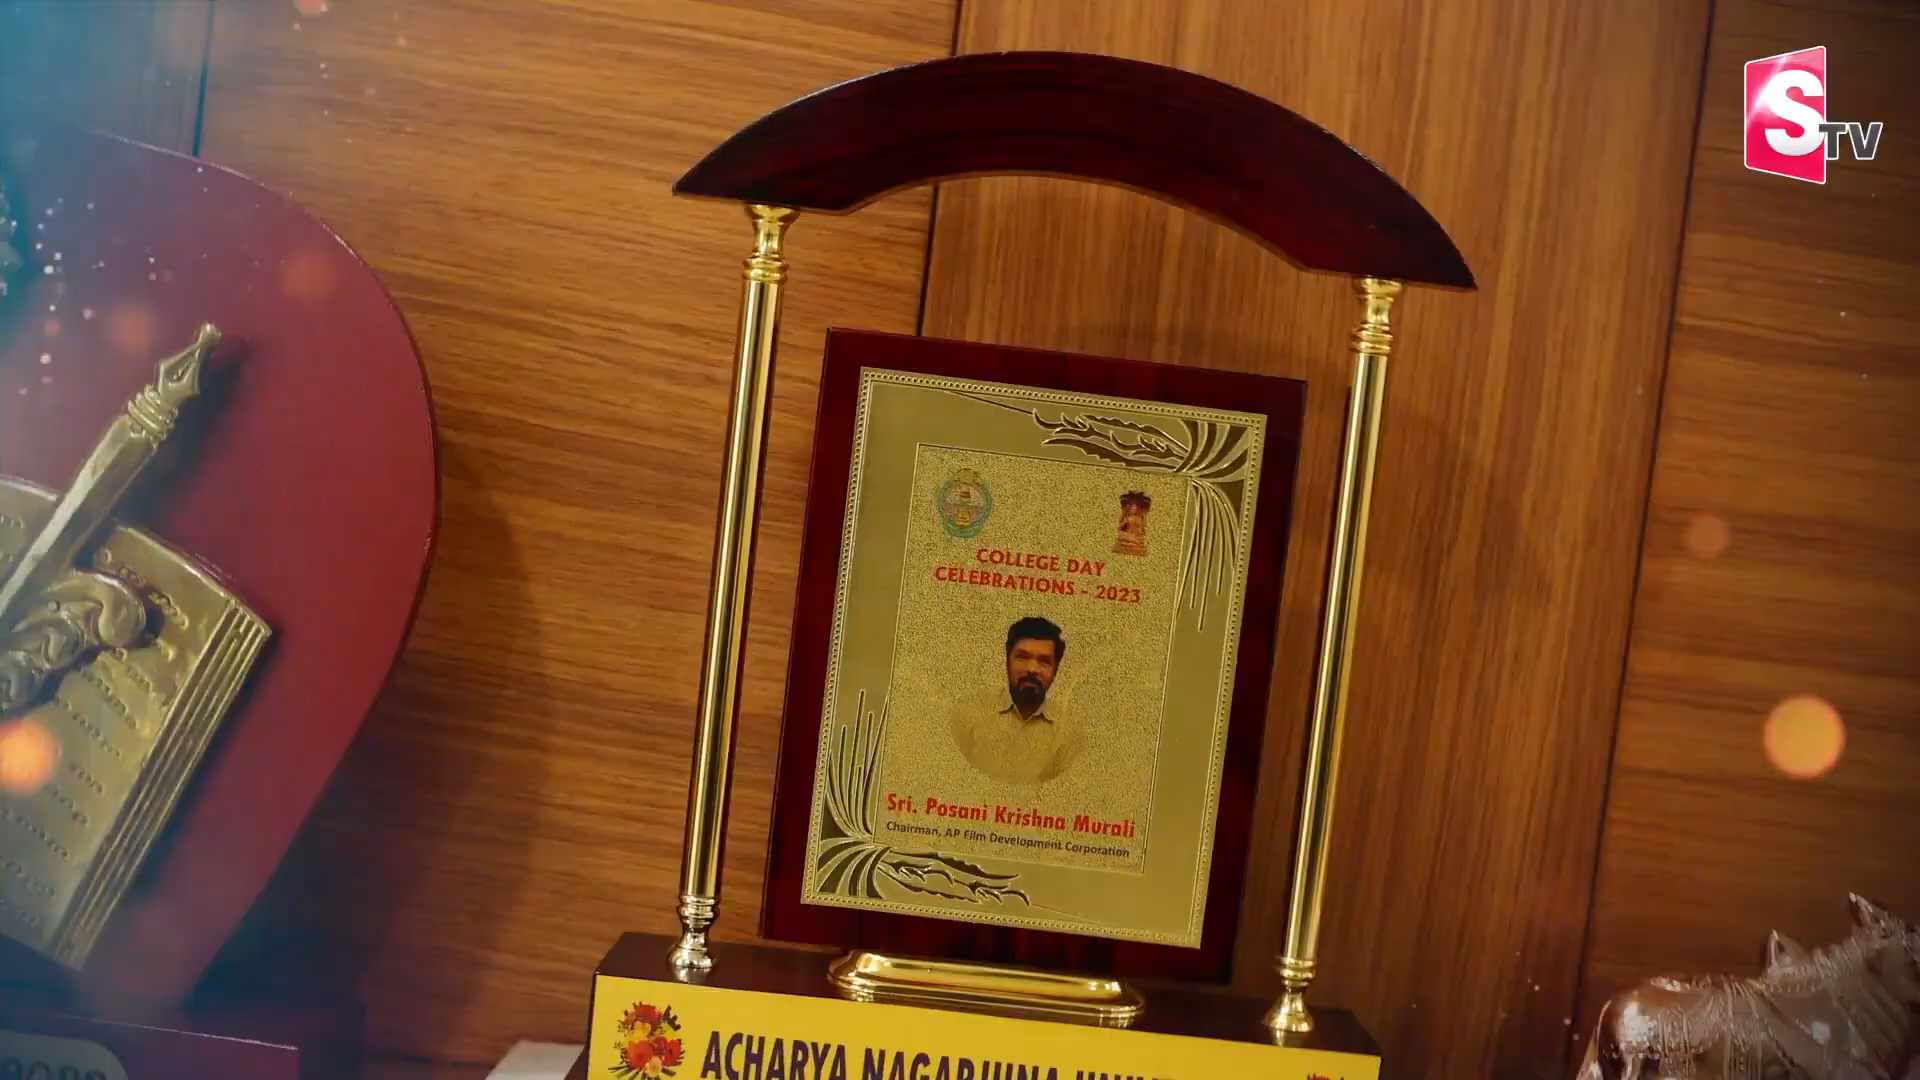 STV
COLLEGE DAY
CELEBRATIONS - 2023
Sri. Posani Krishna Murali
Chairman, AP Film Development Corporation
ACHARYA NAGARJUNA